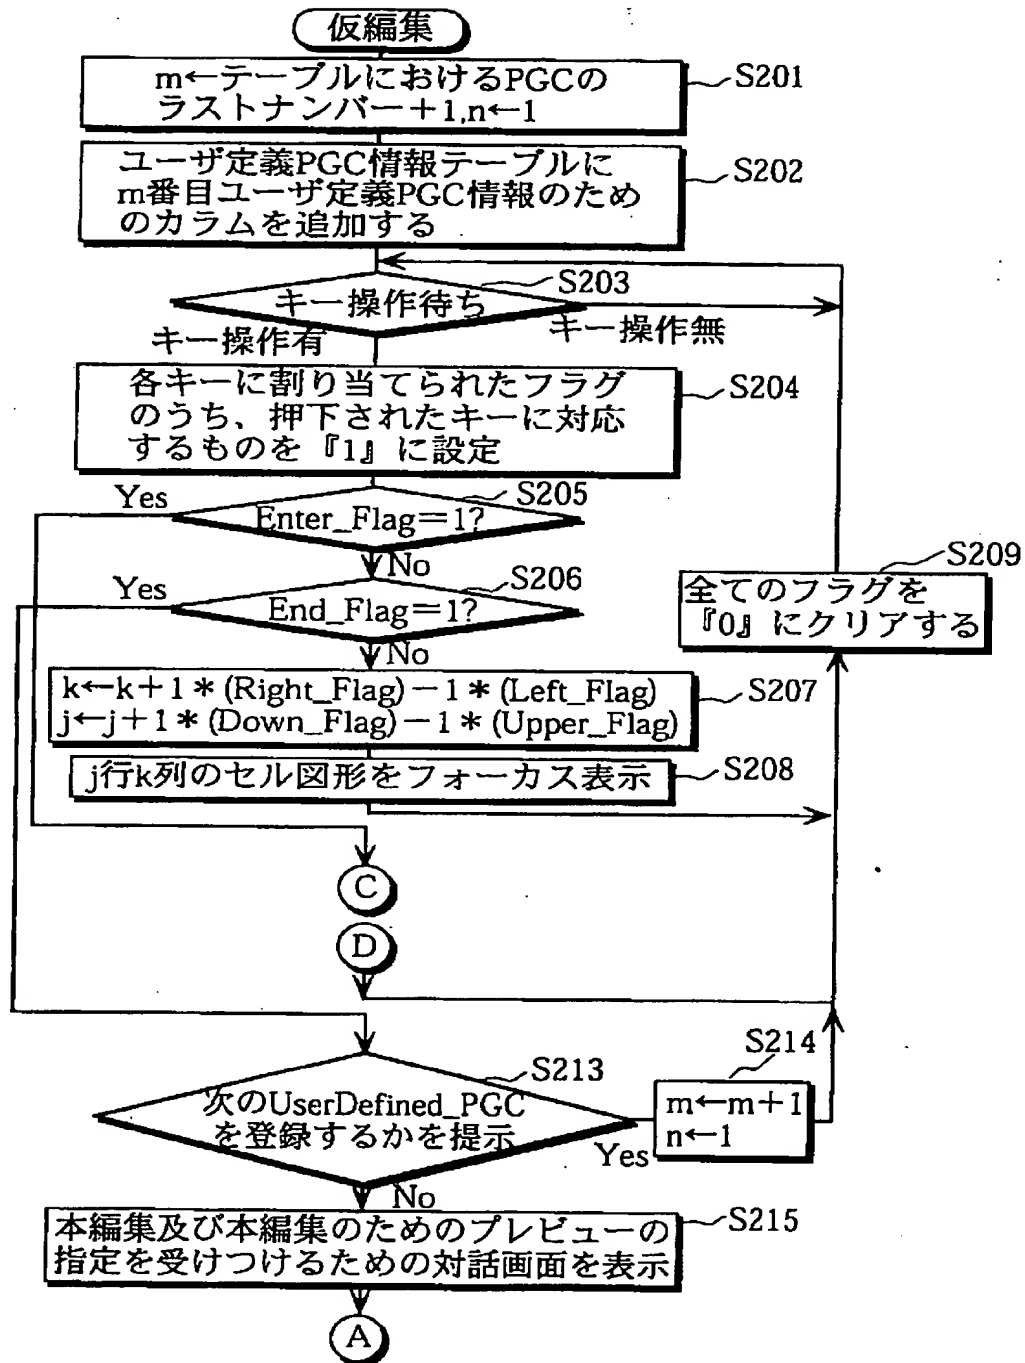 仮編集
S201
m←テーブルにおけるPGCの
ラストナンバー＋1,n←1
S202
ユーザ定義PGC情報テーブルに
m番目ユーザ定義PGC情報のため
のカラムを追加する
S203
キー操作待ち
キー操作有
キー操作無
S204
各キーに割り当てられたフラグ
のうち、押下されたキーに対応
するものを『1』に設定
S205
Yes
Enter_Flag＝1?
No
S206
Yes
End_Flag＝1?
No
S209
全てのフラグを
『0』にクリアする
S207
k←k＋1＊(Right_Flag)－1＊(Left_Flag)
j←j＋1＊(Down_Flag)－1＊(Upper_Flag)
S208
j行k列のセル図形をフォーカス表示
C
D
S213
次のUserDefined_PGC
を登録するかを提示
Yes
S214
m←m＋1
n←1
No
S215
本編集及び本編集のためのプレビューの
指定を受けつけるための対話画面を表示
A